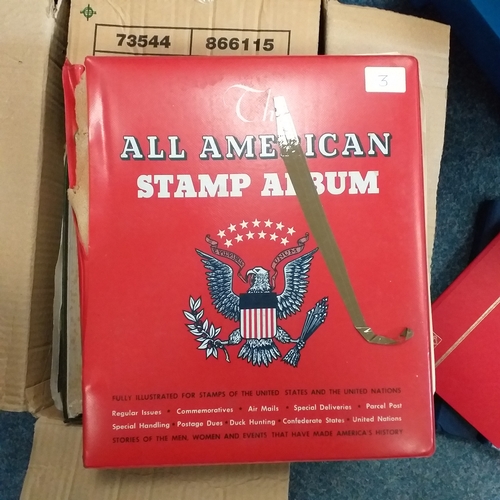 73544 866115
3
The
ALL AMERICAN
STAMP ALBUM
FULLY ILLUSTRATED FOR STAMPS OF THE UNITED STATES AND THE UNITED NATIONS
Regular Issues • Commemoratives • Air Mails • Special Deliveries • Parcel Post
Special Handling • Postage Dues • Duck Hunting • Confederate States • United Nations
STORIES OF THE MEN, WOMEN AND EVENTS THAT HAVE MADE AMERICA'S HISTORY